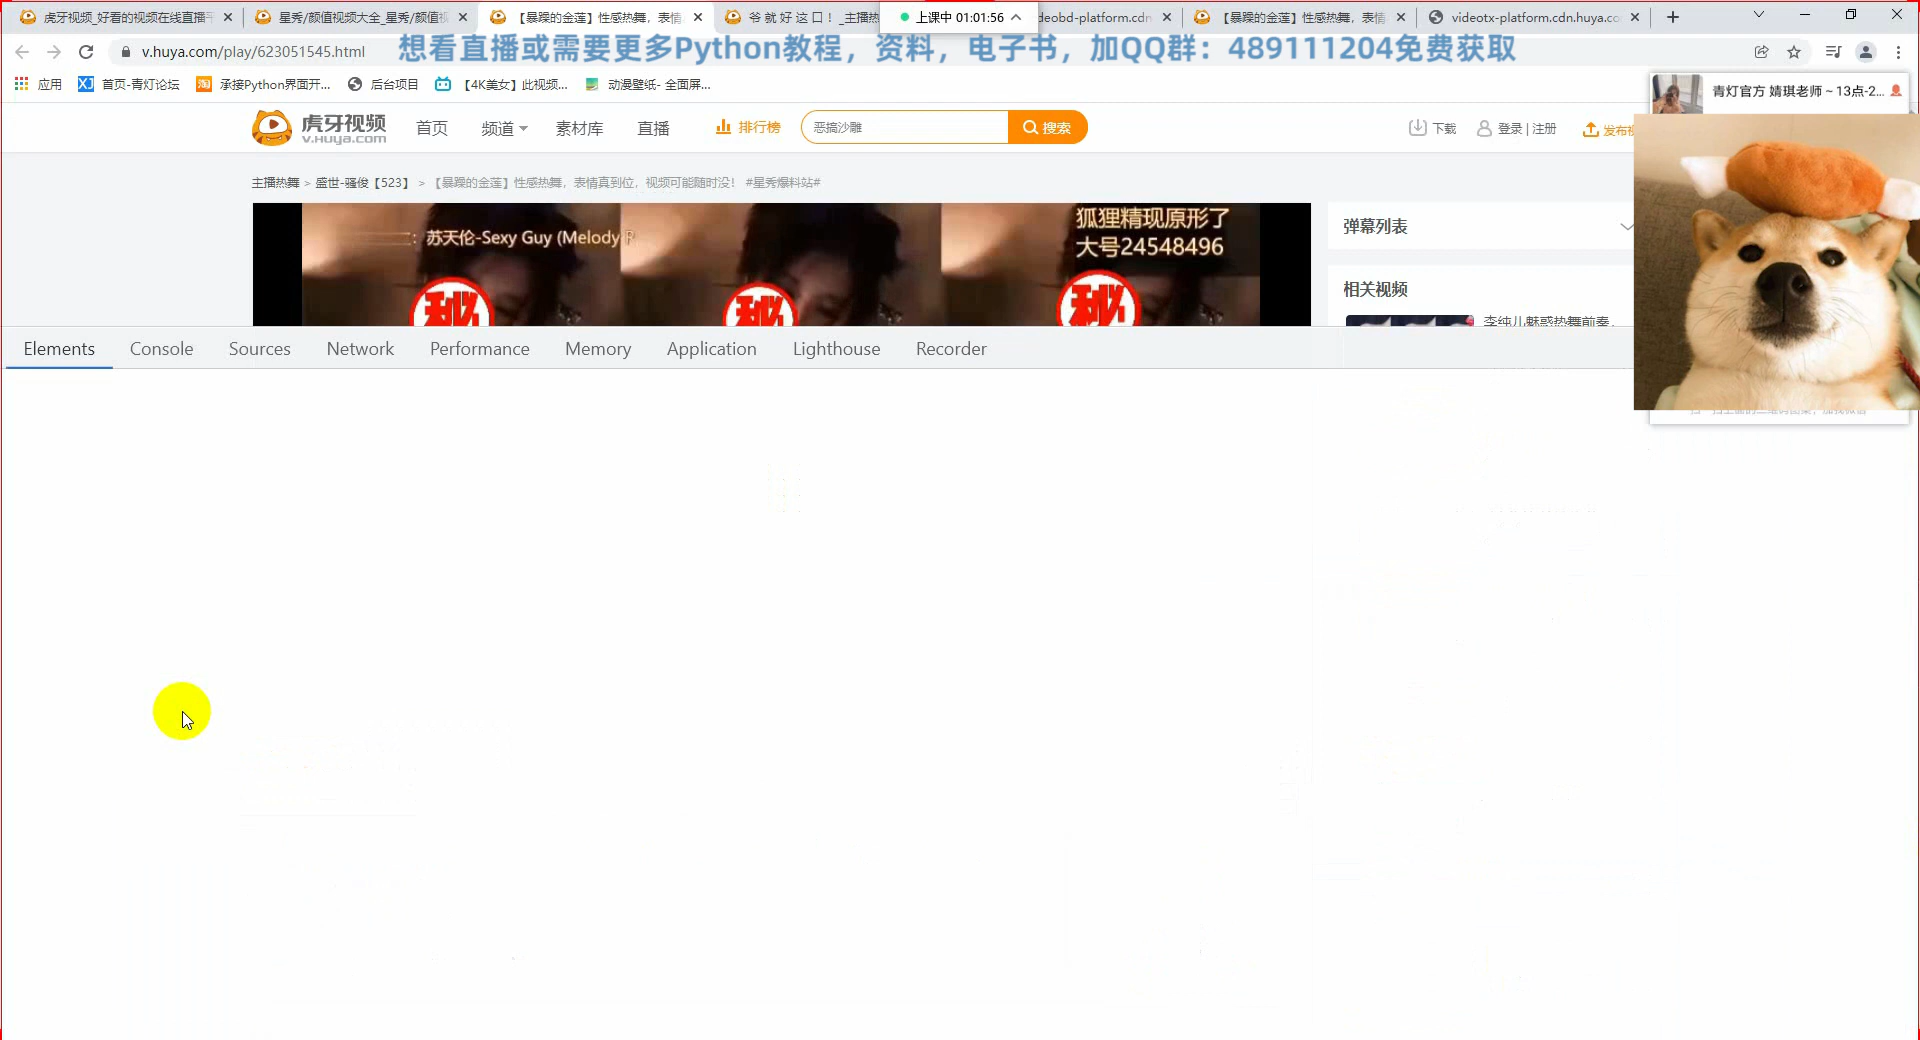 虎牙视频_好看的视频在线直播平
星秀/颜值视频大全_星秀/颜值视
【暴躁的金莲】性感热舞，表情
爷 就 好 这 口！_主播热
上课中 01:01:56
deobd-platform.cdn
【暴躁的金莲】性感热舞，表情
videotx-platform.cdn.huya.co
v.huya.com/play/623051545.html
想看直播或需要更多Python教程，资料，电子书，加QQ群：489111204免费获取
应用
首页-青灯论坛
承接Python界面开...
后台项目
【4K美女】此视频...
动漫壁纸- 全面屏...
青灯官方 婧琪老师 ~ 13点-2...
虎牙视频
v.Huya.com
首页
频道
素材库
直播
排行榜
恶搞沙雕
搜索
下载
登录 | 注册
发布
主播热舞 > 盛世-骚俊【523】 > 【暴躁的金莲】性感热舞，表情真到位，视频可能随时没！ #星秀爆料站#
苏天伦-Sexy Guy (Melody R
狐狸精现原形了
大号24548496
秘
秘
秘
弹幕列表
相关视频
李纯儿魅惑热舞前奏，
Elements
Console
Sources
Network
Performance
Memory
Application
Lighthouse
Recorder